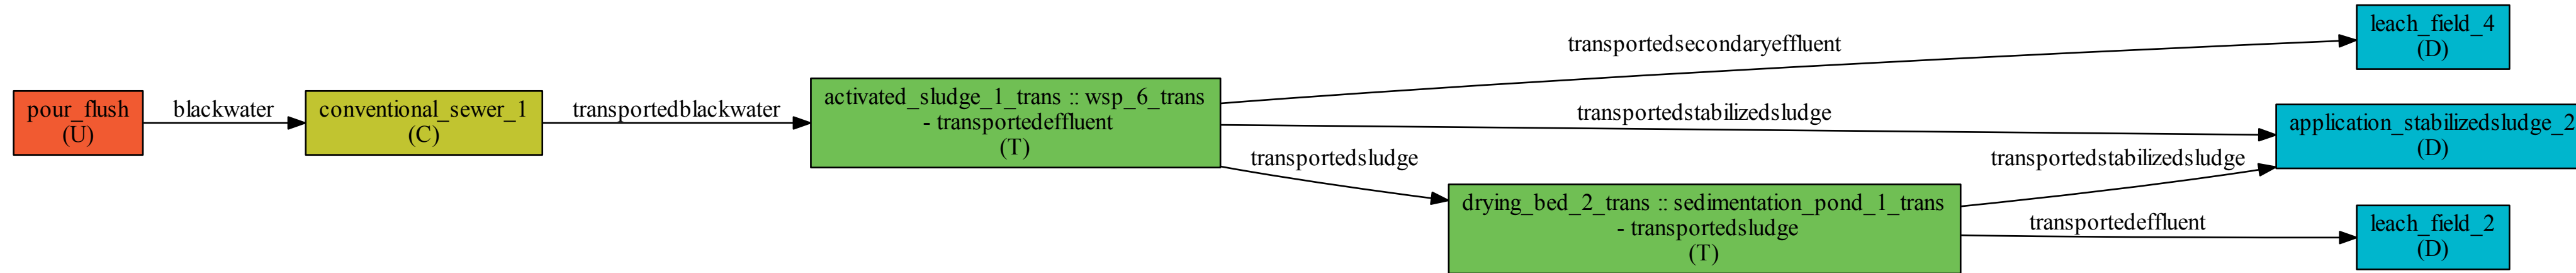 pour_flush
(U)
blackwater
conventional_sewer_1
(C)
transportedblackwater
activated_sludge_1_trans :: wsp_6_trans
- transportedeffluent
(T)
transportedsecondaryeffluent
transportedstabilizedsludge
transportedsludge
drying_bed_2_trans :: sedimentation_pond_1_trans
- transportedsludge
(T)
transportedstabilizedsludge
transportedeffluent
leach_field_4
(D)
application_stabilizedsludge_2
(D)
leach_field_2
(D)